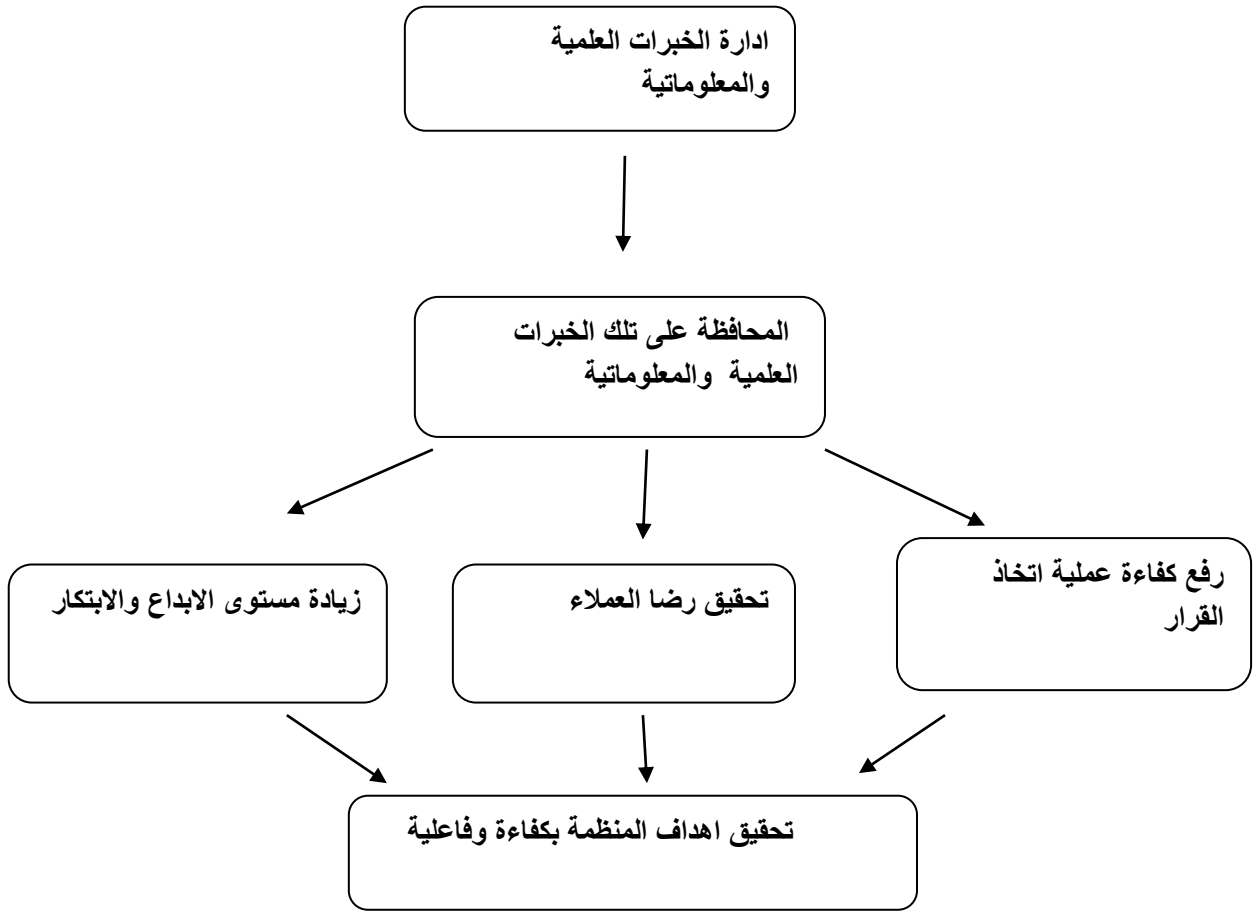 ادارة الخبرات العلمية
والمعلوماتية
المحافظة على تلك الخبرات
العلمية والمعلوماتية
رفع كفاءة عملية اتخاذ
القرار
تحقيق رضا العملاء
زيادة مستوى الابداع والابتكار
تحقيق اهداف المنظمة بكفاءة وفاعلية